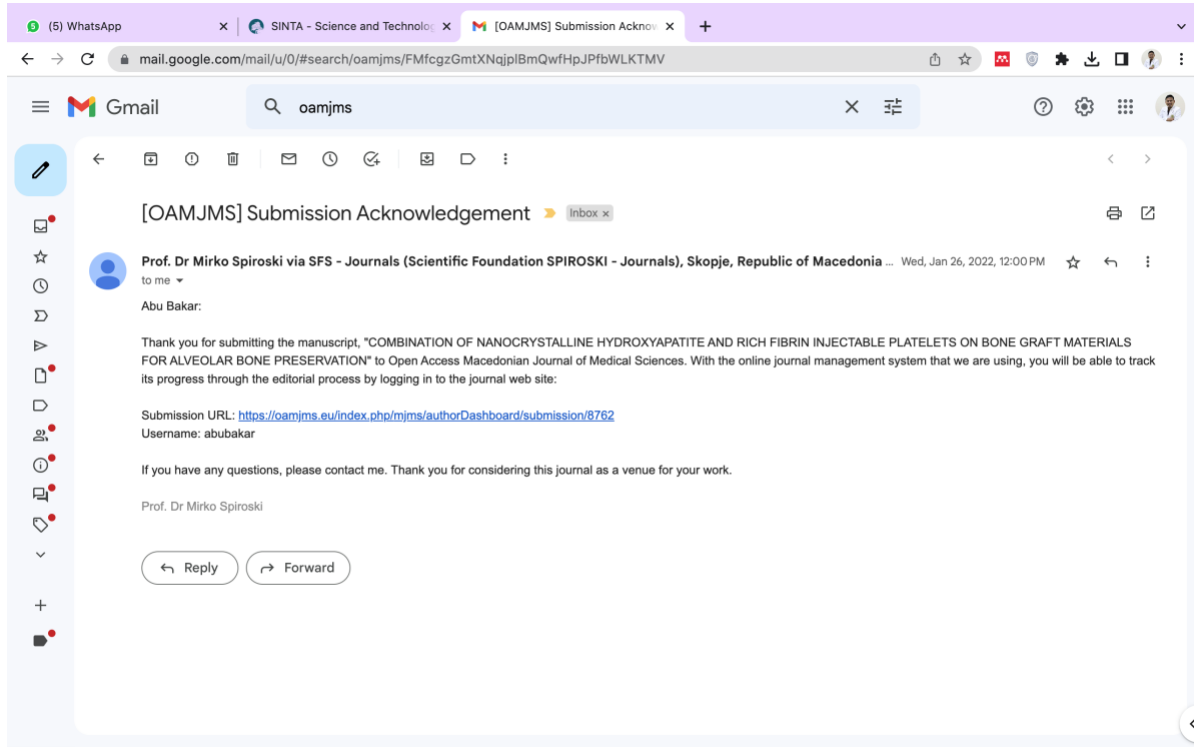 (5) WhatsApp
SINTA - Science and Technolog
[OAMJMS] Submission Acknow
mail.google.com/mail/u/0/#search/oamjms/FMfcgzGmtXNqjplBmQwfHpJPfbWLKTMV
Gmail
oamjms
[OAMJMS] Submission Acknowledgement
Inbox x
Prof. Dr Mirko Spiroski via SFS - Journals (Scientific Foundation SPIROSKI - Journals), Skopje, Republic of Macedonia ... Wed, Jan 26, 2022, 12:00 PM
to me
Abu Bakar:
Thank you for submitting the manuscript, "COMBINATION OF NANOCRYSTALLINE HYDROXYAPATITE AND RICH FIBRIN INJECTABLE PLATELETS ON BONE GRAFT MATERIALS
FOR ALVEOLAR BONE PRESERVATION" to Open Access Macedonian Journal of Medical Sciences. With the online journal management system that we are using, you will be able to track
its progress through the editorial process by logging in to the journal web site:
Submission URL: https://oamjms.eu/index.php/mjms/authorDashboard/submission/8762
Username: abubakar
If you have any questions, please contact me. Thank you for considering this journal as a venue for your work.
Prof. Dr Mirko Spiroski
Reply
Forward